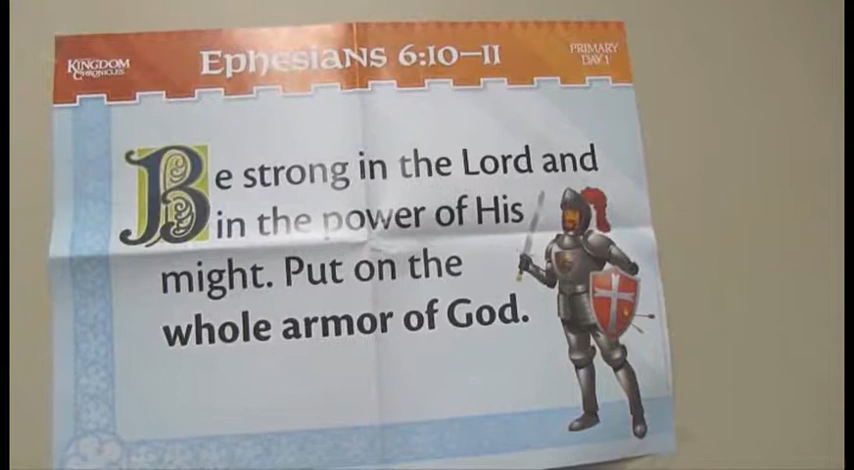 KINGDOM
CHRONICLES
Ephesians 6:10–11
PRIMARY
DAY 1
Be strong in the Lord and
in the power of His
might. Put on the
whole armor of God.